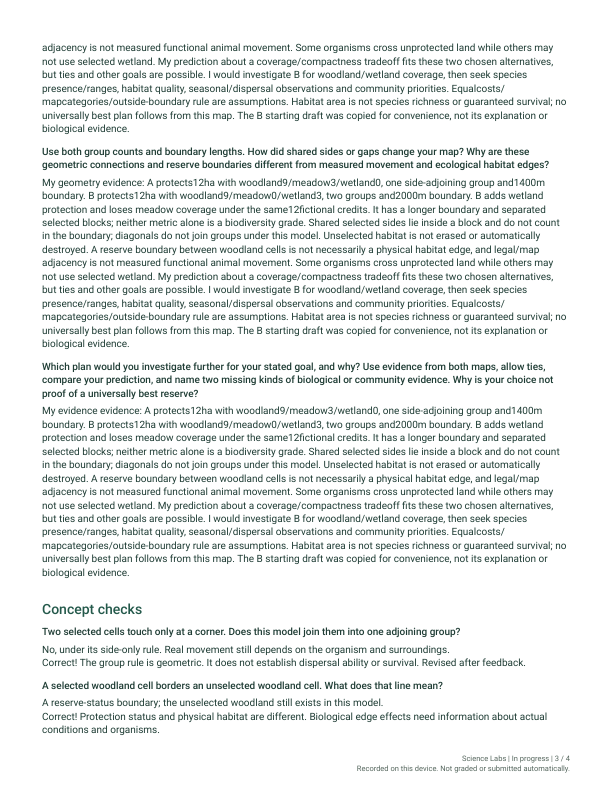 adjacency is not measured functional animal movement. Some organisms cross unprotected land while others may
not use selected wetland. My prediction about a coverage/compactness tradeoff fits these two chosen alternatives,
but ties and other goals are possible. I would investigate B for woodland/wetland coverage, then seek species
presence/ranges, habitat quality, seasonal/dispersal observations and community priorities. Equalcosts/
mapcategories/outside-boundary rule are assumptions. Habitat area is not species richness or guaranteed survival; no
universally best plan follows from this map. The B starting draft was copied for convenience, not its explanation or
biological evidence.
Use both group counts and boundary lengths. How did shared sides or gaps change your map? Why are these
geometric connections and reserve boundaries different from measured movement and ecological habitat edges?
My geometry evidence: A protects12ha with woodland9/meadow3/wetland0, one side-adjoining group and1400m
boundary. B protects12ha with woodland9/meadow0/wetland3, two groups and2000m boundary. B adds wetland
protection and loses meadow coverage under the same12fictional credits. It has a longer boundary and separated
selected blocks; neither metric alone is a biodiversity grade. Shared selected sides lie inside a block and do not count
in the boundary; diagonals do not join groups under this model. Unselected habitat is not erased or automatically
destroyed. A reserve boundary between woodland cells is not necessarily a physical habitat edge, and legal/map
adjacency is not measured functional animal movement. Some organisms cross unprotected land while others may
not use selected wetland. My prediction about a coverage/compactness tradeoff fits these two chosen alternatives,
but ties and other goals are possible. I would investigate B for woodland/wetland coverage, then seek species
presence/ranges, habitat quality, seasonal/dispersal observations and community priorities. Equalcosts/
mapcategories/outside-boundary rule are assumptions. Habitat area is not species richness or guaranteed survival; no
universally best plan follows from this map. The B starting draft was copied for convenience, not its explanation or
biological evidence.
Which plan would you investigate further for your stated goal, and why? Use evidence from both maps, allow ties,
compare your prediction, and name two missing kinds of biological or community evidence. Why is your choice not
proof of a universally best reserve?
My evidence evidence: A protects12ha with woodland9/meadow3/wetland0, one side-adjoining group and1400m
boundary. B protects12ha with woodland9/meadow0/wetland3, two groups and2000m boundary. B adds wetland
protection and loses meadow coverage under the same12fictional credits. It has a longer boundary and separated
selected blocks; neither metric alone is a biodiversity grade. Shared selected sides lie inside a block and do not count
in the boundary; diagonals do not join groups under this model. Unselected habitat is not erased or automatically
destroyed. A reserve boundary between woodland cells is not necessarily a physical habitat edge, and legal/map
adjacency is not measured functional animal movement. Some organisms cross unprotected land while others may
not use selected wetland. My prediction about a coverage/compactness tradeoff fits these two chosen alternatives,
but ties and other goals are possible. I would investigate B for woodland/wetland coverage, then seek species
presence/ranges, habitat quality, seasonal/dispersal observations and community priorities. Equalcosts/
mapcategories/outside-boundary rule are assumptions. Habitat area is not species richness or guaranteed survival; no
universally best plan follows from this map. The B starting draft was copied for convenience, not its explanation or
biological evidence.
Concept checks
Two selected cells touch only at a corner. Does this model join them into one adjoining group?
No, under its side-only rule. Real movement still depends on the organism and surroundings.
Correct! The group rule is geometric. It does not establish dispersal ability or survival. Revised after feedback.
A selected woodland cell borders an unselected woodland cell. What does that line mean?
A reserve-status boundary; the unselected woodland still exists in this model.
Correct! Protection status and physical habitat are different. Biological edge effects need information about actual
conditions and organisms.
Science Labs | In progress | 3 / 4
Recorded on this device. Not graded or submitted automatically.